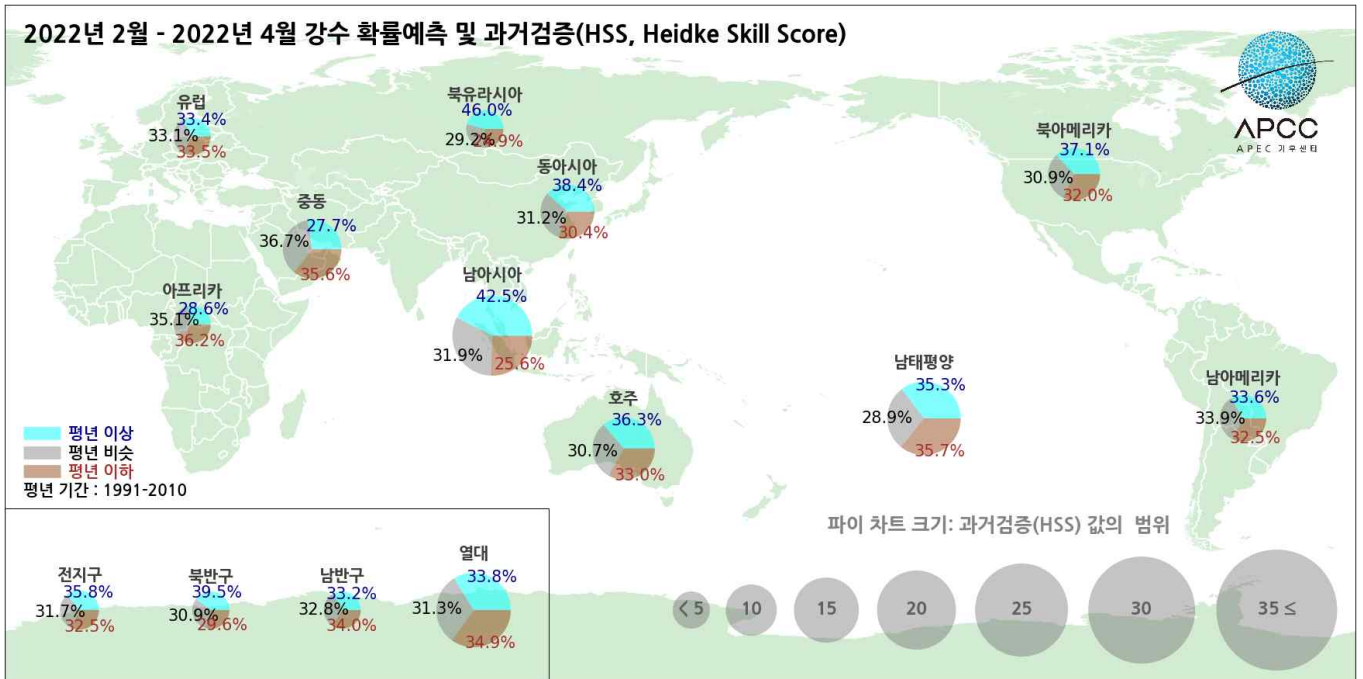 2022년 2월 - 2022년 4월 강수 확률예측 및 과거검증(HSS, Heidke Skill Score)
APCC
APEC 기후센터
유럽
33.4%
33.1%
33.5%
북유라시아
46.0%
29.2%
북아메리카
37.1%
30.9%
32.0%
동아시아
38.4%
31.2%
30.4%
중동
27.7%
36.7%
35.6%
남아시아
42.5%
31.9%
25.6%
아프리카
28.6%
35.1%
36.2%
남태평양
35.3%
28.9%
35.7%
남아메리카
33.6%
33.9%
32.5%
호주
36.3%
30.7%
33.0%
평년 이상
평년 비슷
평년 이하
평년 기간 : 1991-2010
파이 차트 크기: 과거검증(HSS) 값의 범위
전지구
35.8%
31.7%
32.5%
북반구
39.5%
30.9%
29.6%
남반구
33.2%
32.8%
34.0%
열대
33.8%
31.3%
34.9%
< 5 10 15 20 25 30 35 ≤